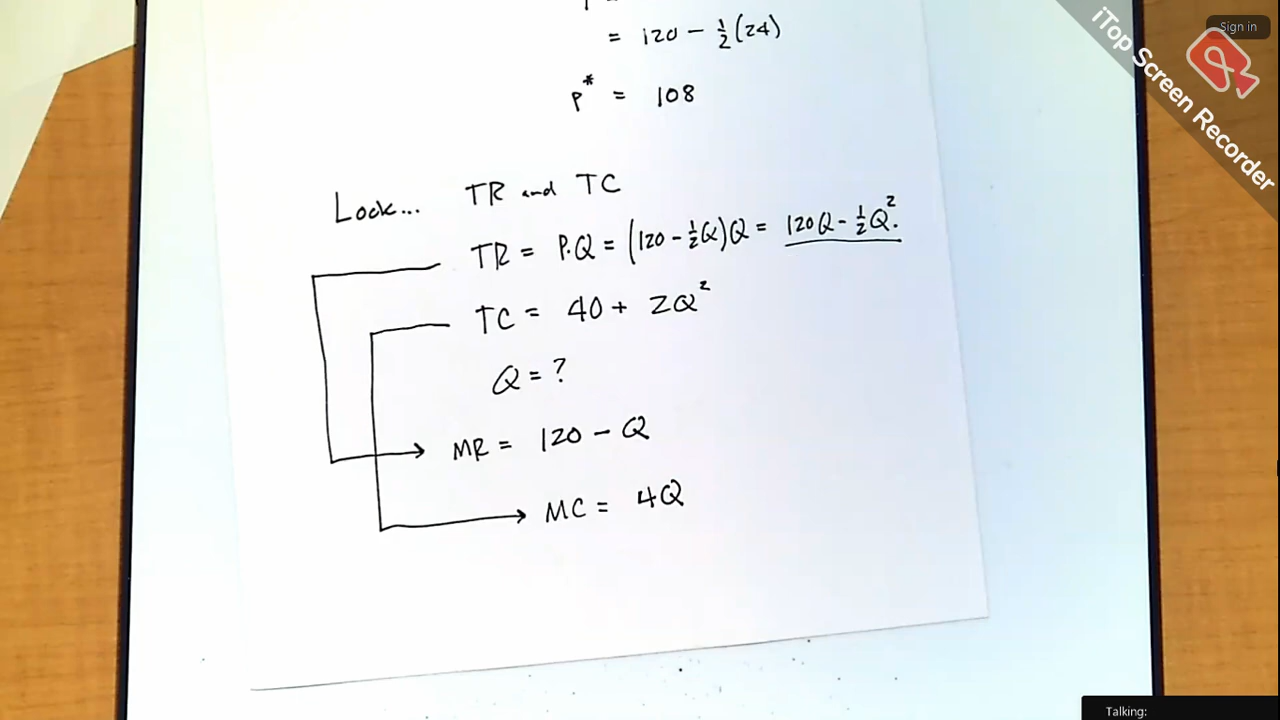 = 120 - ½(24)
P* = 108
Look... TR and TC
TR = P.Q = (120 - ½Q)Q = 120Q - ½Q².
TC = 40 + 2Q²
Q = ?
MR = 120 - Q
MC = 4Q
Sign in
iTop Screen Recorder
Talking: